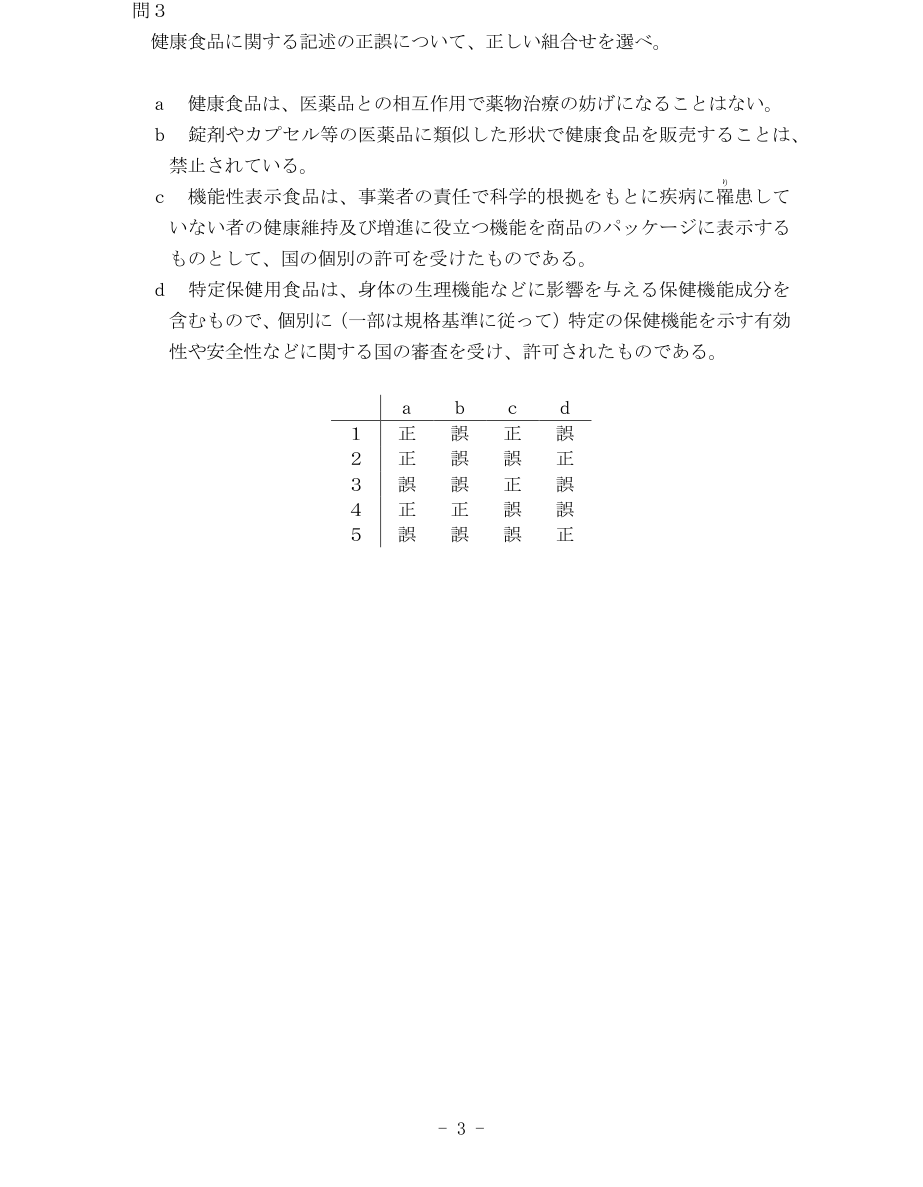 問３
健康食品に関する記述の正誤について、正しい組合せを選べ。
ａ　健康食品は、医薬品との相互作用で薬物治療の妨げになることはない。
ｂ　錠剤やカプセル等の医薬品に類似した形状で健康食品を販売することは、
禁止されている。
り
ｃ　機能性表示食品は、事業者の責任で科学的根拠をもとに疾病に罹患して
いない者の健康維持及び増進に役立つ機能を商品のパッケージに表示する
ものとして、国の個別の許可を受けたものである。
ｄ　特定保健用食品は、身体の生理機能などに影響を与える保健機能成分を
含むもので、個別に（一部は規格基準に従って）特定の保健機能を示す有効
性や安全性などに関する国の審査を受け、許可されたものである。
ａ ｂ ｃ ｄ
１ 正 誤 正 誤
２ 正 誤 誤 正
３ 誤 誤 正 誤
４ 正 正 誤 誤
５ 誤 誤 誤 正
- 3 -